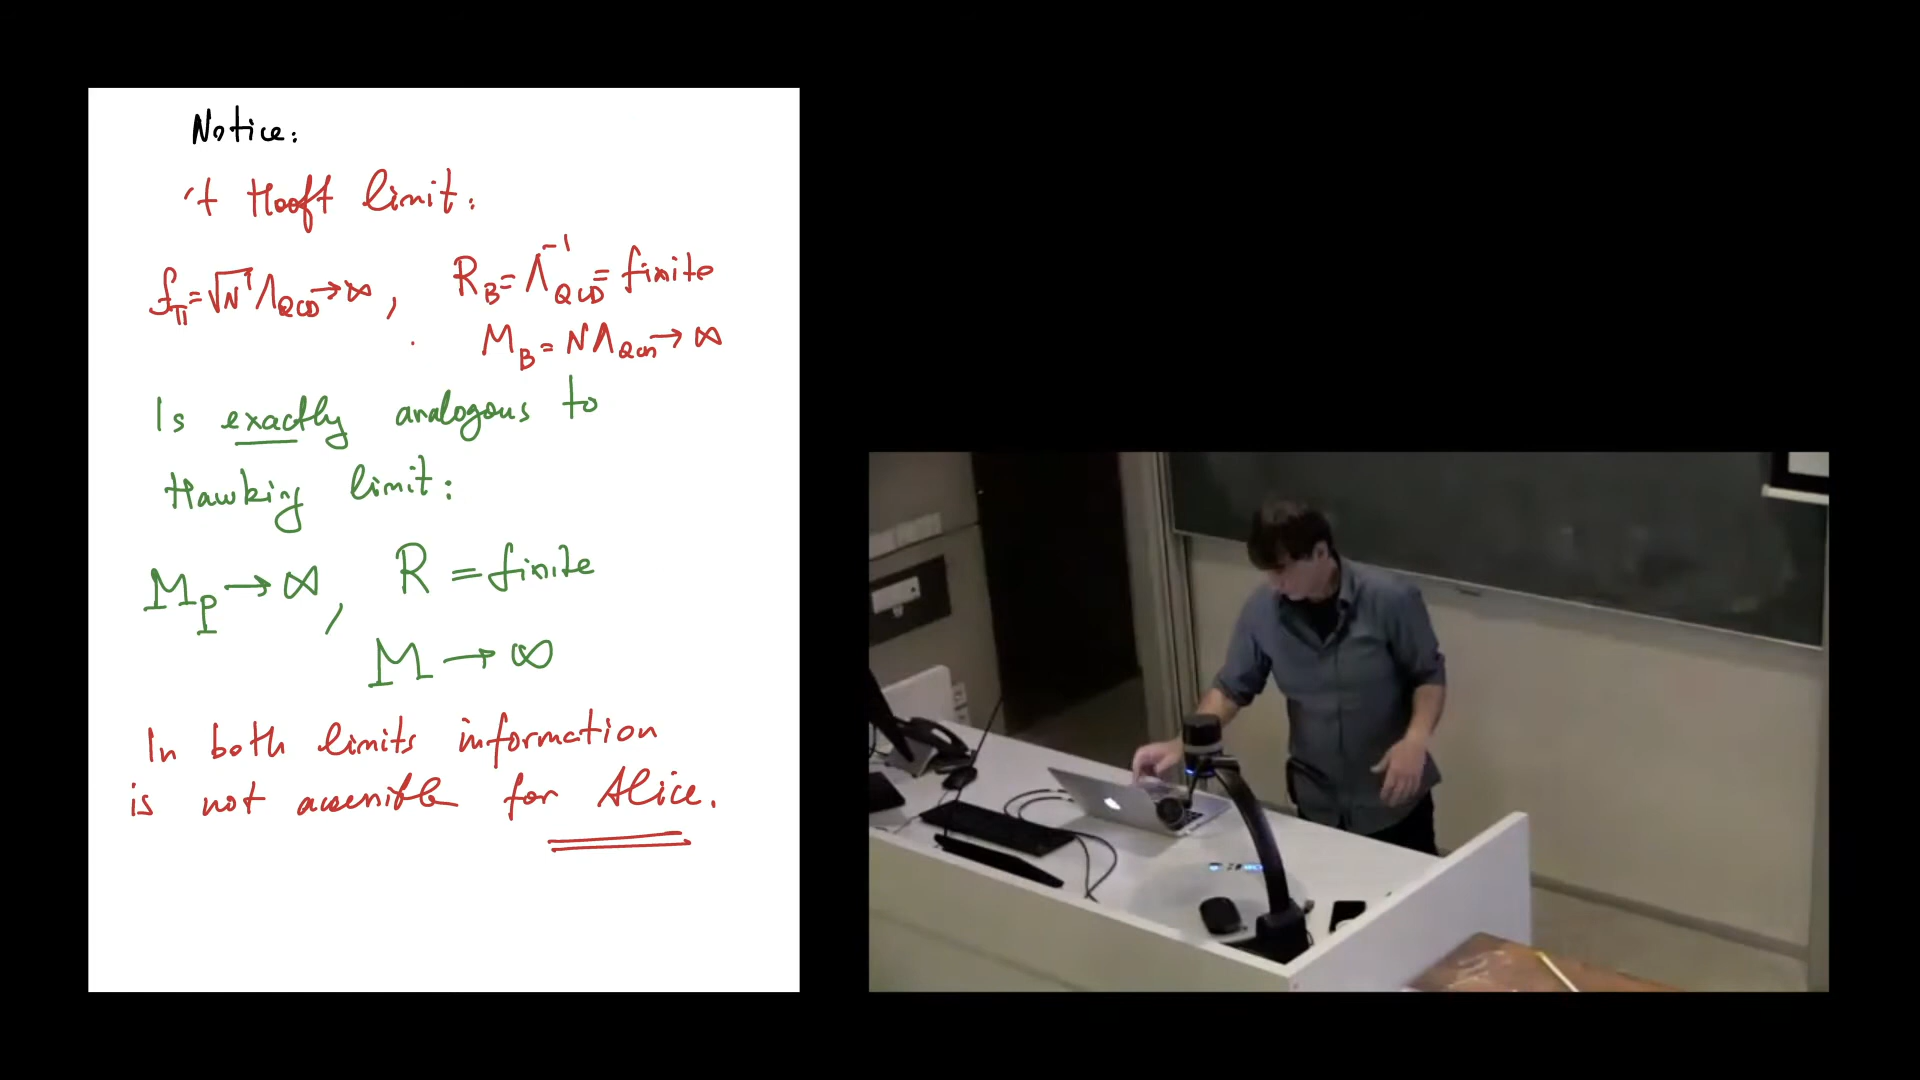 Notice:
't Hooft limit:
f_π = √N Λ_QCD → ∞, R_B = Λ_QCD^-1 = finite
M_B = N Λ_QCD → ∞
Is exactly analogous to
Hawking limit:
M_P → ∞, R = finite
M → ∞
In both limits information
is not accenible for Alice.